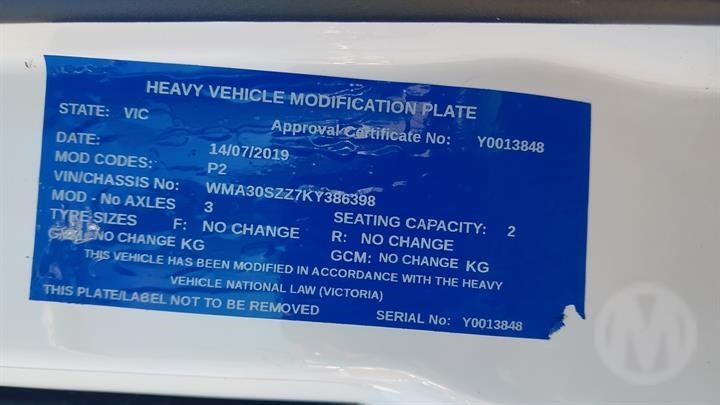 HEAVY VEHICLE MODIFICATION PLATE
STATE: VIC Approval Certificate No: Y0013848
DATE: 14/07/2019
MOD CODES: P2
VIN/CHASSIS No: WMA30SZZ7KY386398
MOD - No AXLES 3 SEATING CAPACITY: 2
TYRE SIZES F: NO CHANGE R: NO CHANGE
NO CHANGE KG GCM: NO CHANGE KG
THIS VEHICLE HAS BEEN MODIFIED IN ACCORDANCE WITH THE HEAVY
VEHICLE NATIONAL LAW (VICTORIA)
THIS PLATE/LABEL NOT TO BE REMOVED SERIAL No: Y0013848
M